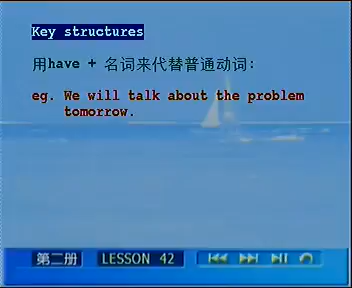 Key structures
用have + 名词来代替普通动词:
eg. We will talk about the problem
tomorrow.
第二册 LESSON 42